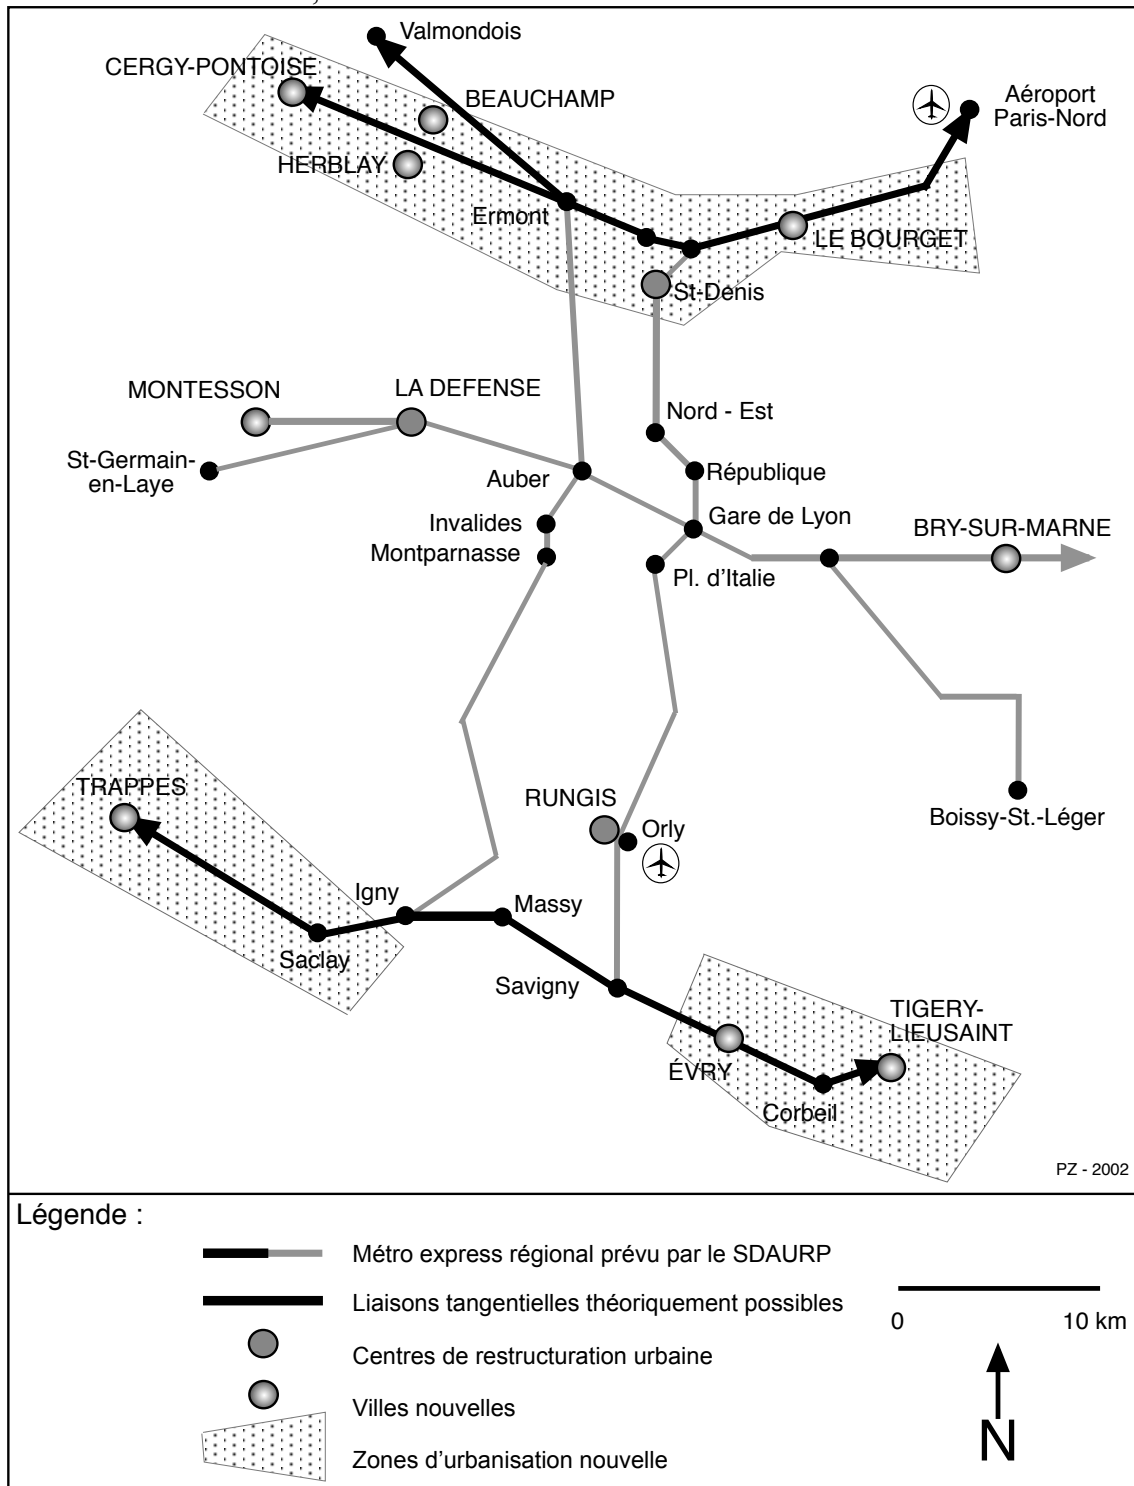 Valmondois
CERGY-PONTOISE
BEAUCHAMP
Aéroport
Paris-Nord
HERBLAY
Ermont
LE BOURGET
St-Denis
MONTESSON
LA DEFENSE
Nord - Est
St-Germain-
en-Laye
Auber
République
Invalides
Gare de Lyon
BRY-SUR-MARNE
Montparnasse
Pl. d'Italie
TRAPPES
RUNGIS
Orly
Boissy-St.-Léger
Igny
Massy
Saclay
Savigny
TIGERY-
LIEUSAINT
ÉVRY
Corbeil
PZ - 2002
Légende :
Métro express régional prévu par le SDAURP
Liaisons tangentielles théoriquement possibles
0 10 km
Centres de restructuration urbaine
Villes nouvelles
N
Zones d'urbanisation nouvelle